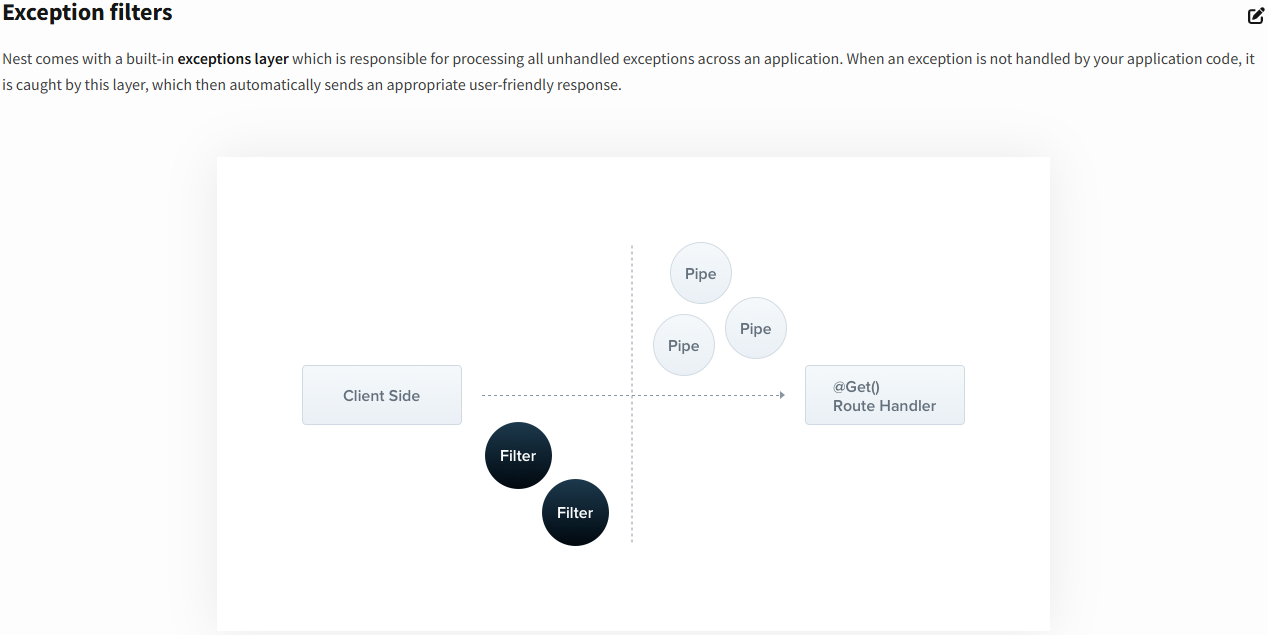 Exception filters
Nest comes with a built-in exceptions layer which is responsible for processing all unhandled exceptions across an application. When an exception is not handled by your application code, it
is caught by this layer, which then automatically sends an appropriate user-friendly response.
Pipe
Pipe
Pipe
Client Side
@Get()
Route Handler
Filter
Filter